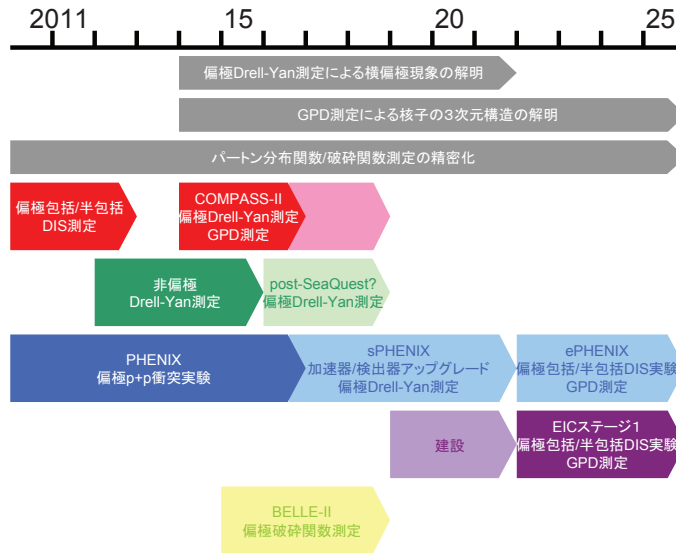 2011 15 20 25
偏極Drell-Yan測定による横偏極現象の解明
GPD測定による核子の3次元構造の解明
パートン分布関数/破砕関数測定の精密化
偏極包括/半包括
DIS測定
COMPASS-II
偏極Drell-Yan測定
GPD測定
非偏極
Drell-Yan測定
post-SeaQuest?
偏極Drell-Yan測定
PHENIX
偏極p+p衝突実験
sPHENIX
加速器/検出器アップグレード
偏極Drell-Yan測定
ePHENIX
偏極包括/半包括DIS実験
GPD測定
建設
EICステージ1
偏極包括/半包括DIS実験
GPD測定
BELLE-II
偏極破砕関数測定